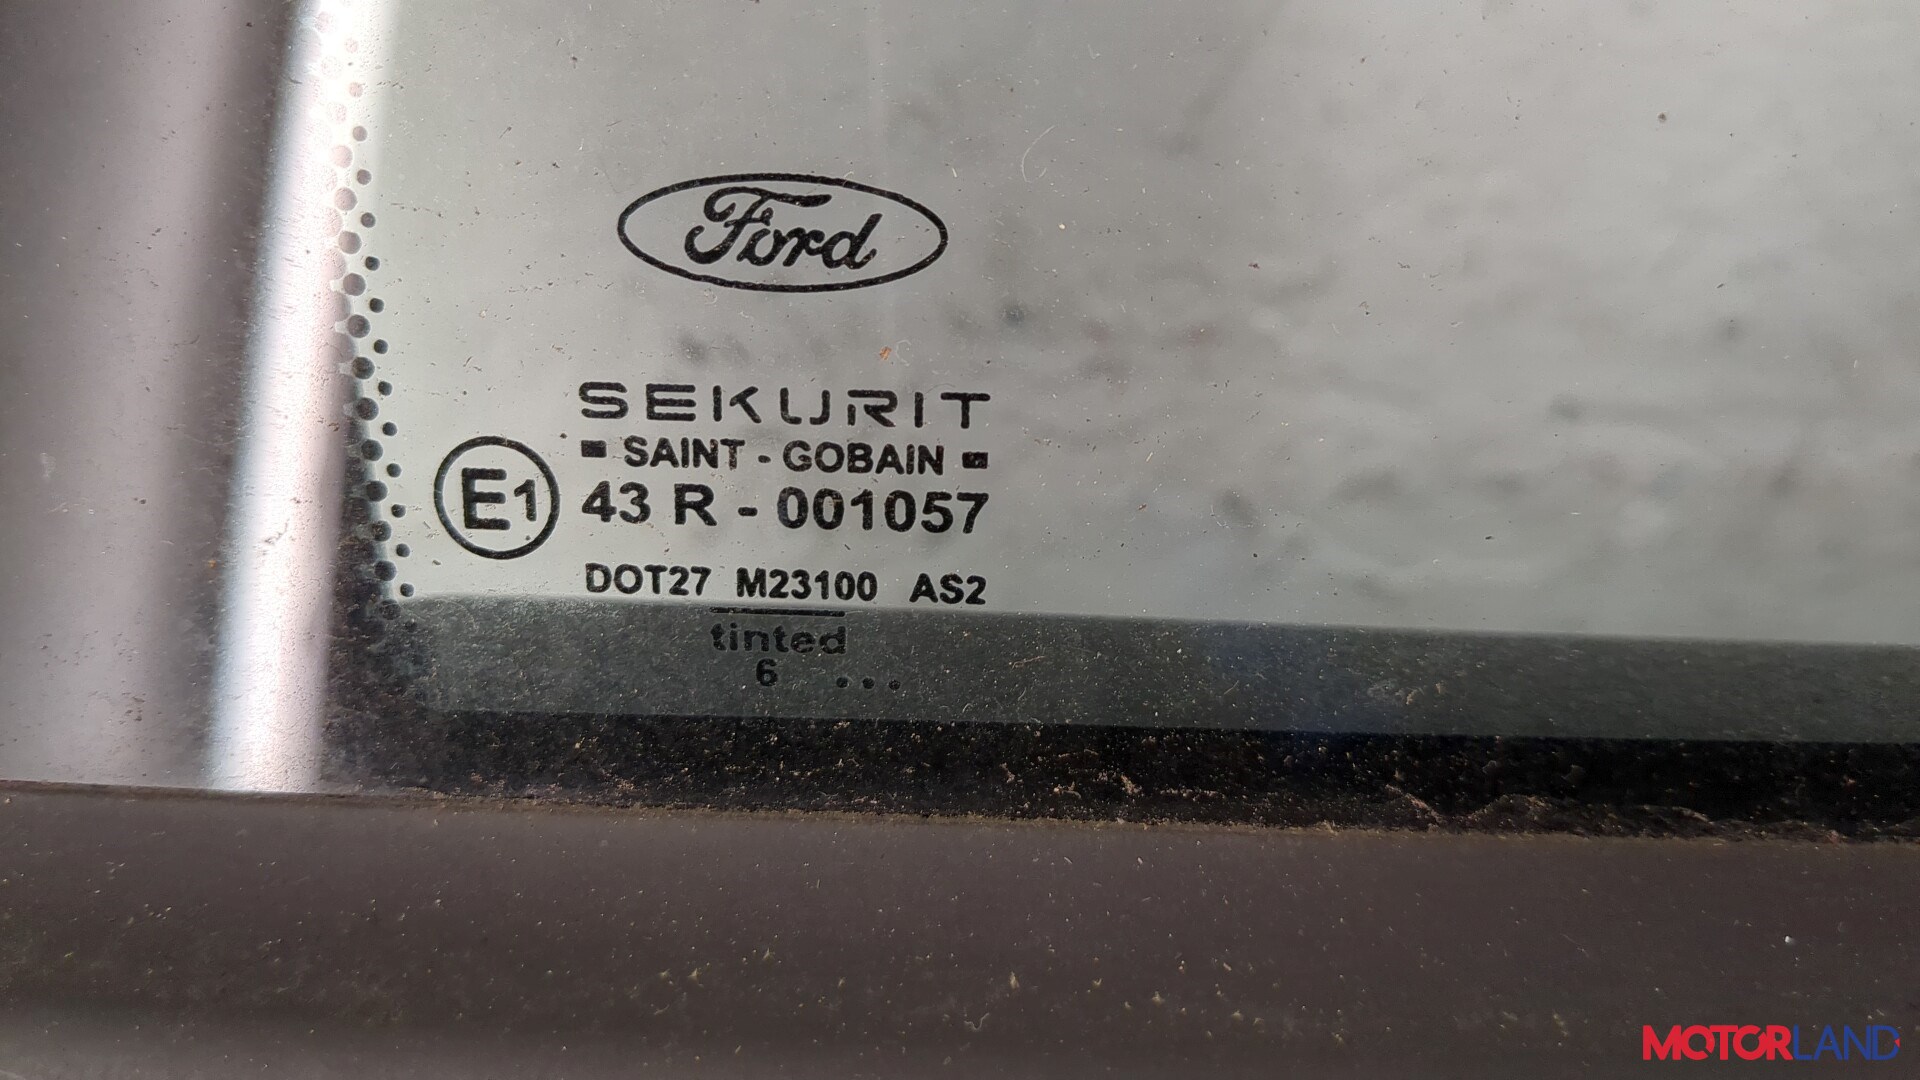 Ford
SEKURIT
SAINT - GOBAIN
E1 43 R - 001057
DOT27 M23100 AS2
tinted
6 ...
MOTORLAND